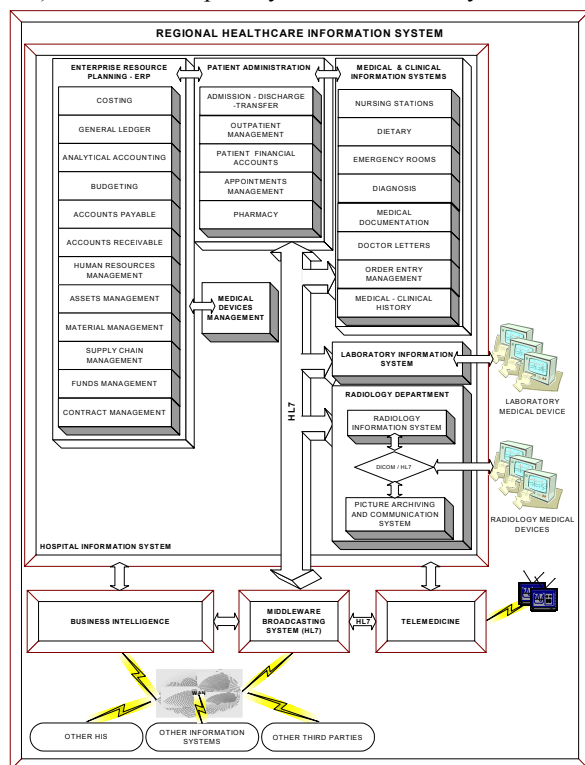 REGIONAL HEALTHCARE INFORMATION SYSTEM
ENTERPRISE RESOURCE
PLANNING - ERP
COSTING
GENERAL LEDGER
ANALYTICAL ACCOUNTING
BUDGETING
ACCOUNTS PAYABLE
ACCOUNTS RECEIVABLE
HUMAN RESOURCES
MANAGEMENT
ASSETS MANAGEMENT
MATERIAL MANAGEMENT
SUPPLY CHAIN
MANAGEMENT
FUNDS MANAGEMENT
CONTRACT MANAGEMENT
PATIENT ADMINISTRATION
ADMISSION - DISCHARGE
-TRANSFER
OUTPATIENT
MANAGEMENT
PATIENT FINANCIAL
ACCOUNTS
APPOINTMENTS
MANAGEMENT
PHARMACY
MEDICAL & CLINICAL
INFORMATION SYSTEMS
NURSING STATIONS
DIETARY
EMERGENCY ROOMS
DIAGNOSIS
MEDICAL
DOCUMENTATION
DOCTOR LETTERS
ORDER ENTRY
MANAGEMENT
MEDICAL - CLINICAL
HISTORY
MEDICAL
DEVICES
MANAGEMENT
HL7
LABORATORY INFORMATION
SYSTEM
LABORATORY
MEDICAL DEVICE
RADIOLOGY DEPARTMENT
RADIOLOGY
INFORMATION SYSTEM
DICOM / HL7
PICTURE ARCHIVING
AND COMMUNICATION
SYSTEM
RADIOLOGY MEDICAL
DEVICES
HOSPITAL INFORMATION SYSTEM
BUSINESS INTELLIGENCE
MIDDLEWARE
BROADCASTING
SYSTEM (HL7)
HL7
TELEMEDICINE
WAN
OTHER HIS
OTHER INFORMATION
SYSTEMS
OTHER THIRD PARTIES